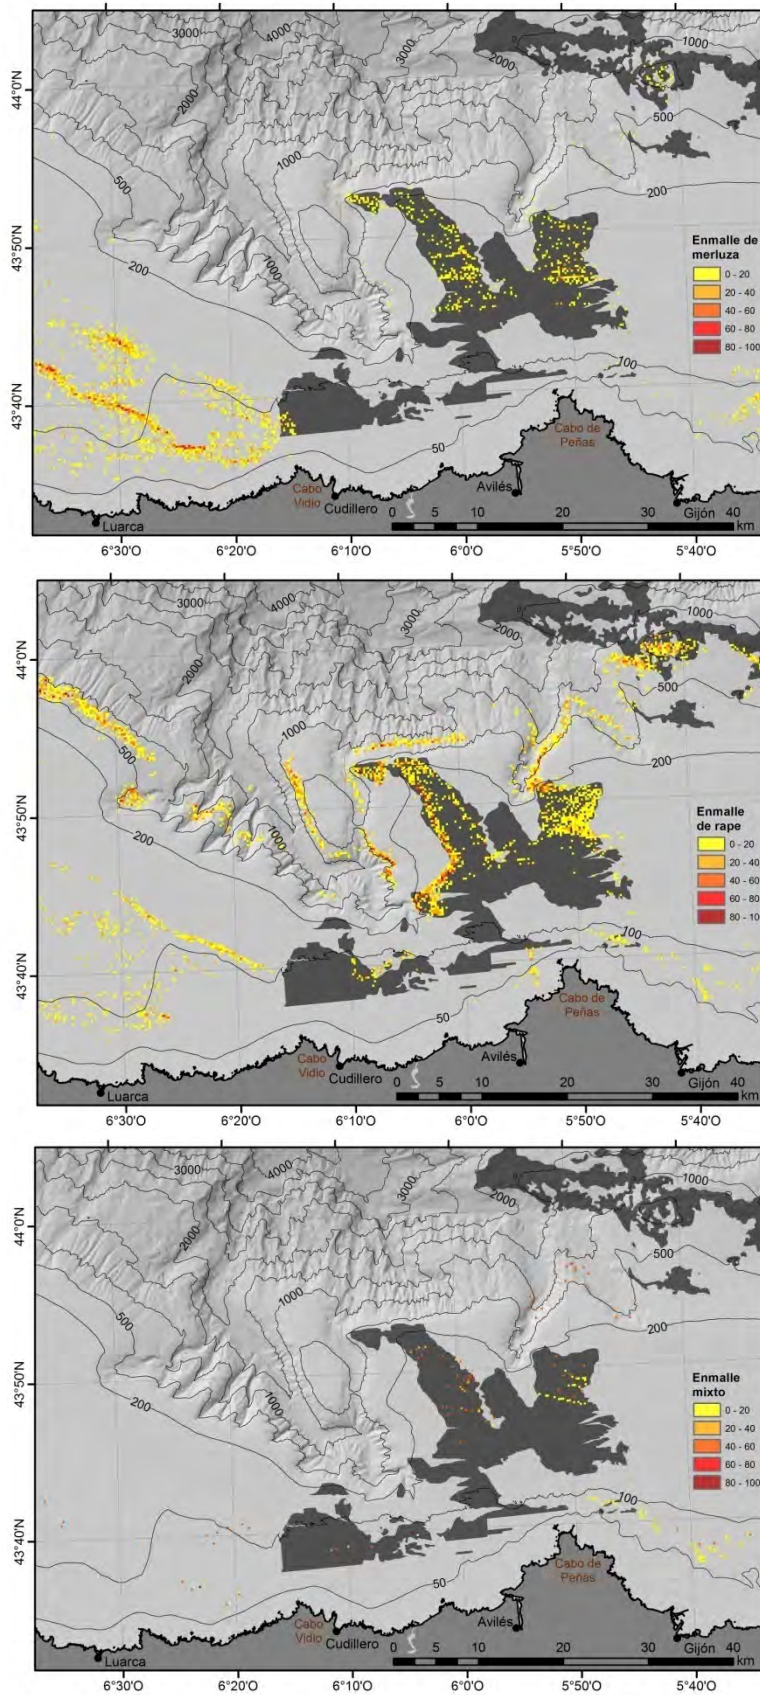 3000
4000
3000
1000
2000
44°0'N
2000
500
1000
500
200
43°50'N
200
1000
Enmalle de
merluza
0 - 20
20 - 40
40 - 60
60 - 80
80 - 100
100
43°40'N
50
Cabo de
Peñas
Cabo
Vidio
Cudillero
Avilés
Luarca
Gijón
0 5 10 20 30 40
km
6°30'O 6°20'O 6°10'O 6°0'O 5°50'O 5°40'O
3000
4000
3000
1000
2000
44°0'N
2000
500
1000
500
200
43°50'N
200
1000
Enmalle
de rape
0 - 20
20 - 40
40 - 60
60 - 80
80 - 10
100
43°40'N
50
Cabo de
Peñas
Cabo
Vidio
Cudillero
Avilés
Luarca
Gijón
0 5 10 20 30 40
km
6°30'O 6°20'O 6°10'O 6°0'O 5°50'O 5°40'O
3000
4000
3000
1000
2000
44°0'N
2000
500
1000
500
200
43°50'N
200
1000
Enmalle
mixto
0 - 20
20 - 40
40 - 60
60 - 80
80 - 100
100
43°40'N
50
Cabo de
Peñas
Cabo
Vidio
Cudillero
Avilés
Luarca
Gijón
0 5 10 20 30 40
km
6°30'O 6°20'O 6°10'O 6°0'O 5°50'O 5°40'O